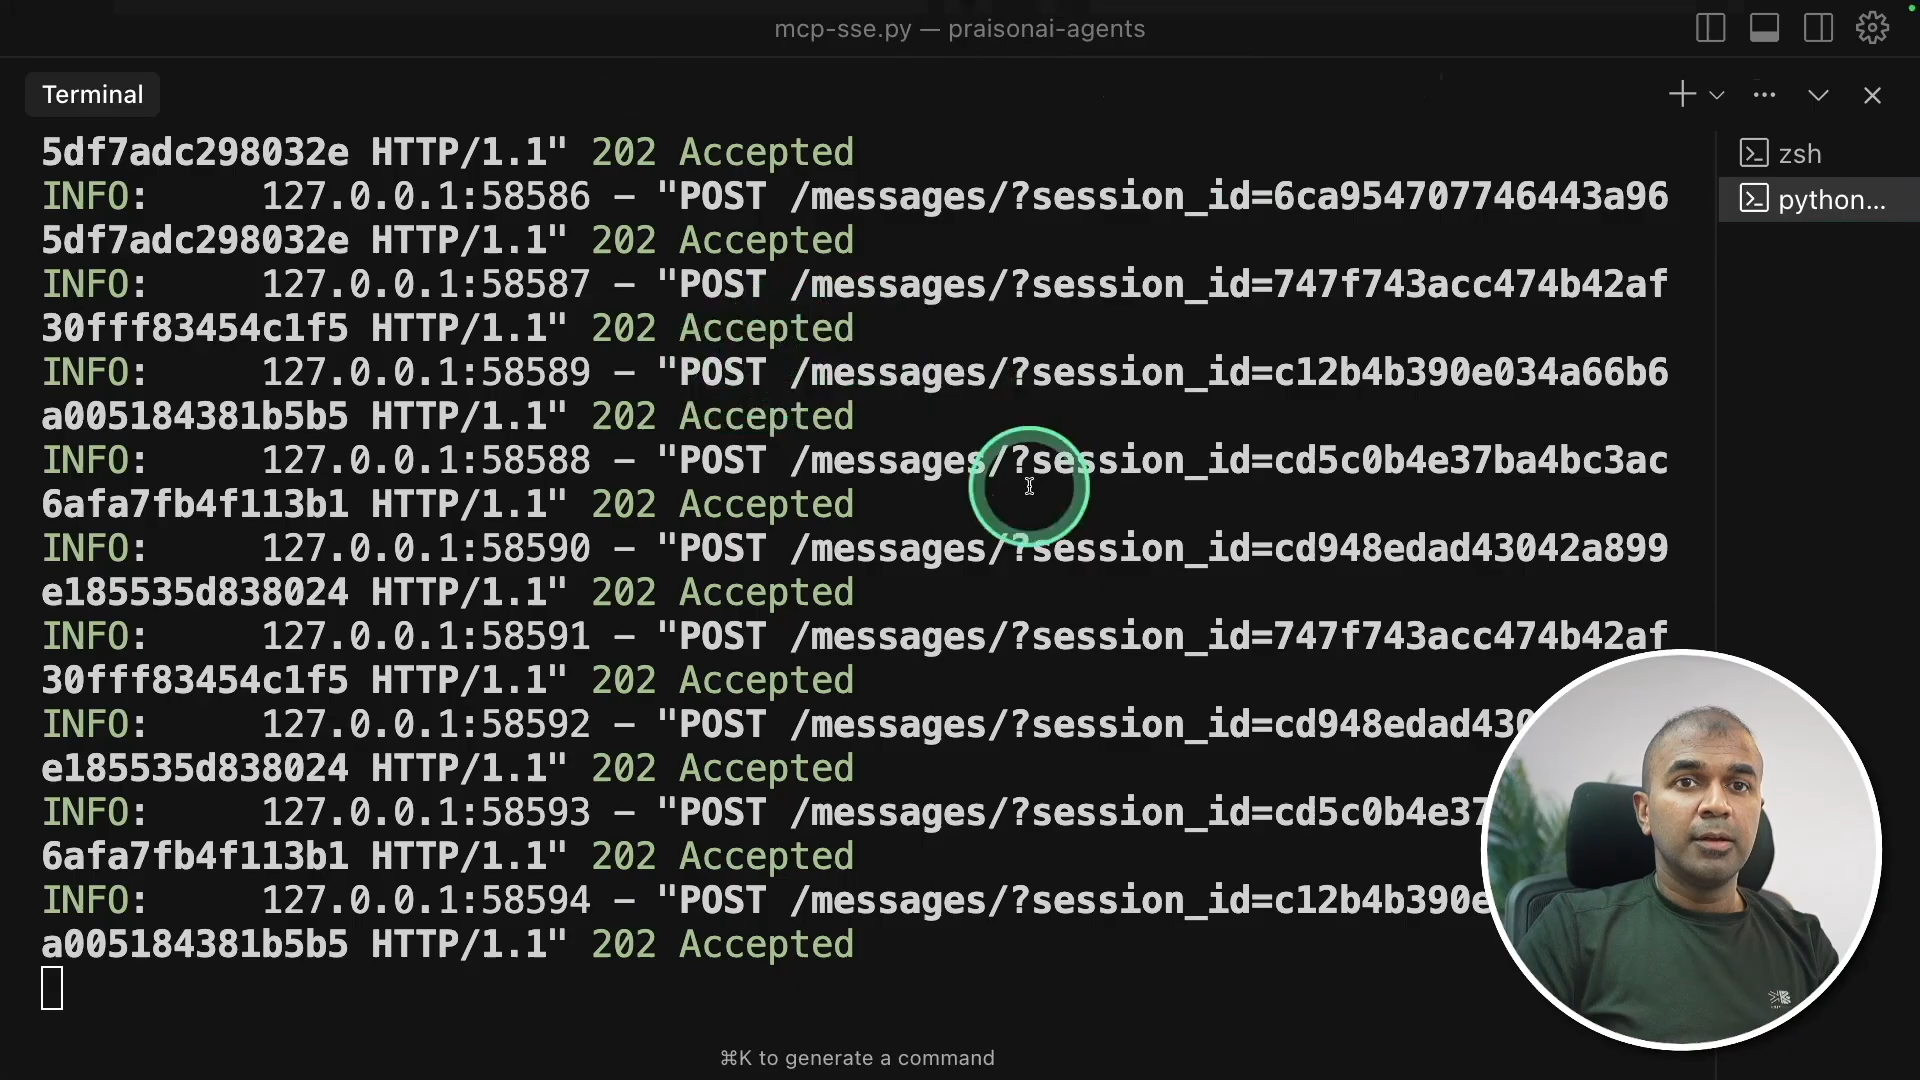 mcp-sse.py — praisonai-agents
Terminal
5df7adc298032e HTTP/1.1" 202 Accepted
INFO:     127.0.0.1:58586 – "POST /messages/?session_id=6ca954707746443a96
5df7adc298032e HTTP/1.1" 202 Accepted
INFO:     127.0.0.1:58587 – "POST /messages/?session_id=747f743acc474b42af
30fff83454c1f5 HTTP/1.1" 202 Accepted
INFO:     127.0.0.1:58589 – "POST /messages/?session_id=c12b4b390e034a66b6
a005184381b5b5 HTTP/1.1" 202 Accepted
INFO:     127.0.0.1:58588 – "POST /messages/?session_id=cd5c0b4e37ba4bc3ac
6afa7fb4f113b1 HTTP/1.1" 202 Accepted
INFO:     127.0.0.1:58590 – "POST /messages/?session_id=cd948edad43042a899
e185535d838024 HTTP/1.1" 202 Accepted
INFO:     127.0.0.1:58591 – "POST /messages/?session_id=747f743acc474b42af
30fff83454c1f5 HTTP/1.1" 202 Accepted
INFO:     127.0.0.1:58592 – "POST /messages/?session_id=cd948edad430
e185535d838024 HTTP/1.1" 202 Accepted
INFO:     127.0.0.1:58593 – "POST /messages/?session_id=cd5c0b4e37
6afa7fb4f113b1 HTTP/1.1" 202 Accepted
INFO:     127.0.0.1:58594 – "POST /messages/?session_id=c12b4b390e
a005184381b5b5 HTTP/1.1" 202 Accepted
zsh
python...
⌘K to generate a command